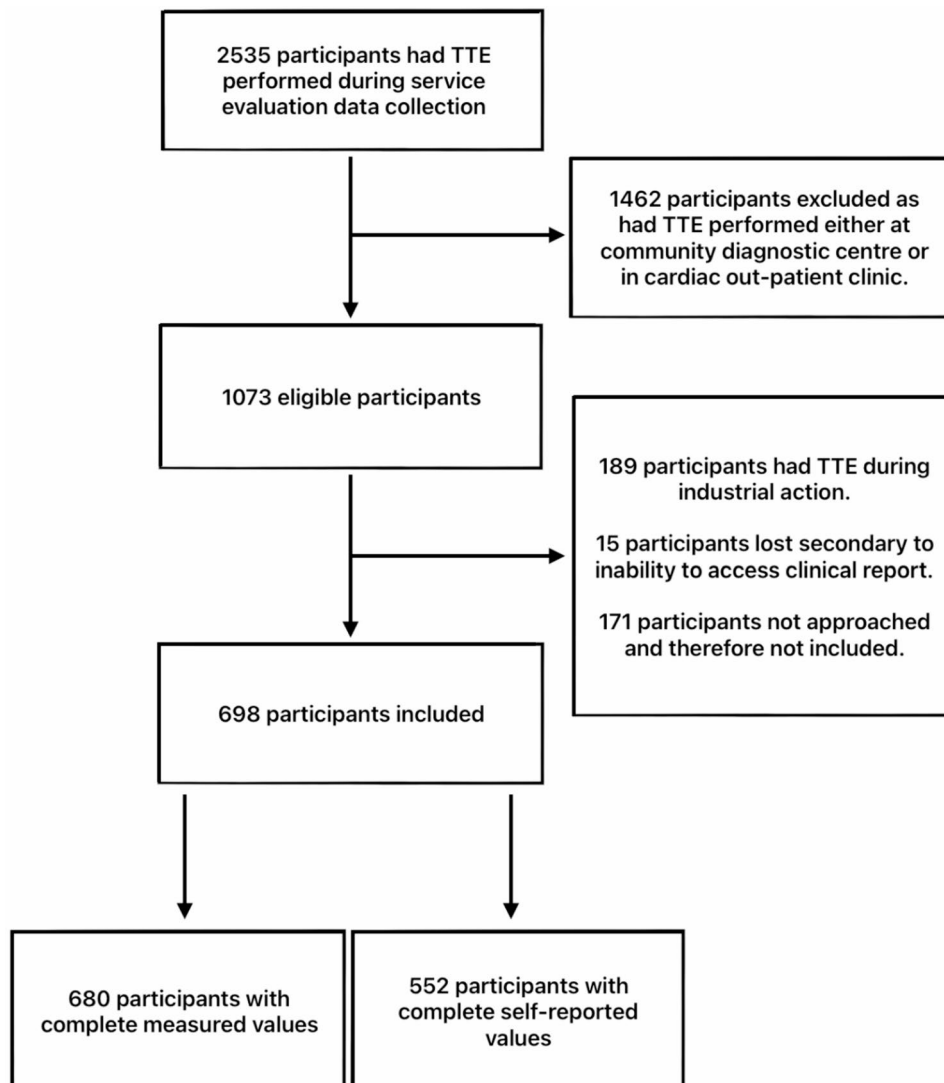 2535 participants had TTE
performed during service
evaluation data collection
1462 participants excluded as
had TTE performed either at
community diagnostic centre or
in cardiac out-patient clinic.
1073 eligible participants
189 participants had TTE during
industrial action.
15 participants lost secondary to
inability to access clinical report.
171 participants not approached
and therefore not included.
698 participants included
680 participants with
complete measured values
552 participants with
complete self-reported
values